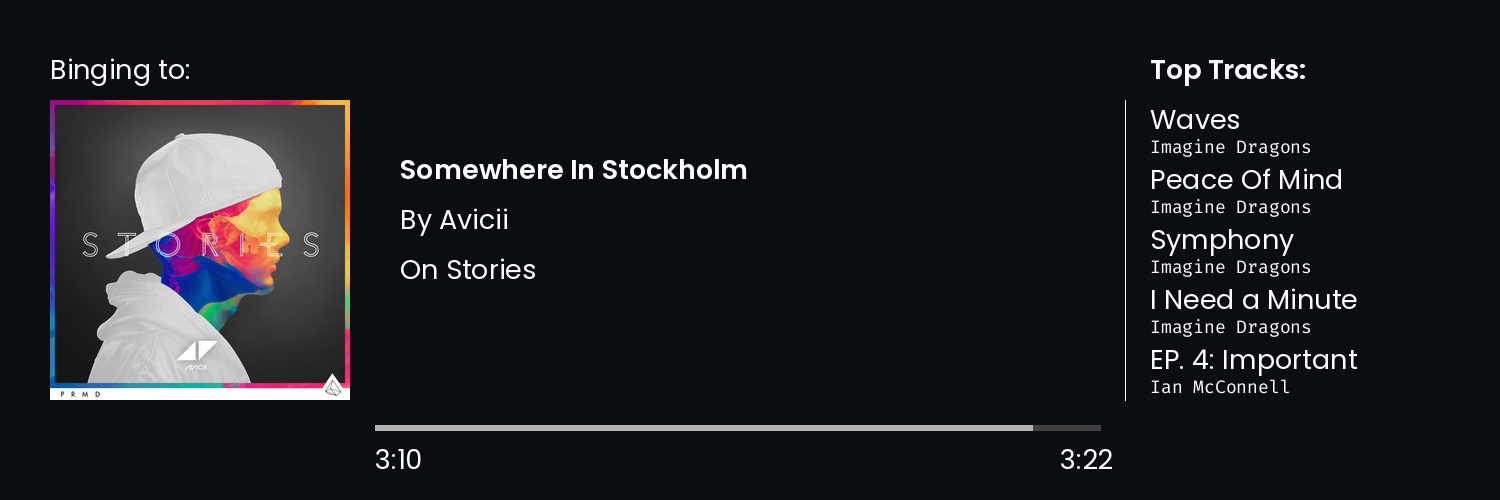 Binging to:
STORIES
AVICII
PRMD
Somewhere In Stockholm
By Avicii
On Stories
3:10
3:22
Top Tracks:
Waves
Imagine Dragons
Peace Of Mind
Imagine Dragons
Symphony
Imagine Dragons
I Need a Minute
Imagine Dragons
EP. 4: Important
Ian McConnell